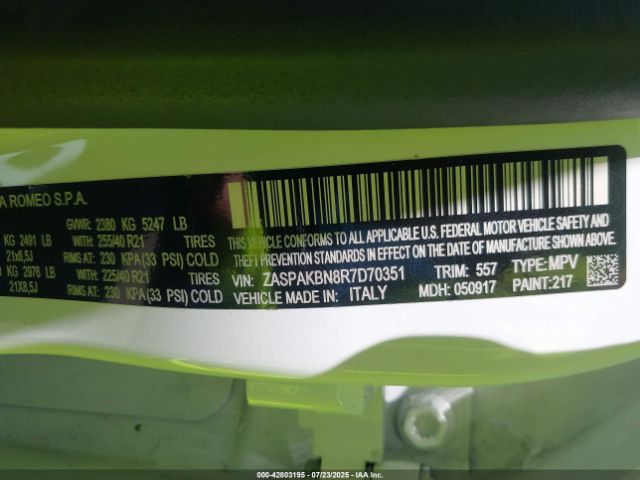 A ROMEO S.P.A.
GVWR: 2380 KG 5247 LB
KG 2491 LB WITH: 255/40 R21 TIRES
21x8,5J RIMS AT: 230 KPA(33 PSI) COLD
KG 2976 LB WITH: 225/40 R21 TIRES
21X8,5J RIMS AT: 230 KPA(33 PSI) COLD
THIS VEHICLE CONFORMS TO ALL APPLICABLE U.S. FEDERAL MOTOR VEHICLE SAFETY, BUMPER, AND
THEFT PREVENTION STANDARDS IN EFFECT ON THE DATE OF MANUFACTURE SHOWN ABOVE.
VIN: ZASPAKBN8R7D70351 TRIM: 557 TYPE: MPV
VEHICLE MADE IN: ITALY MDH: 050917 PAINT: 217
000-42803195 - 07/23/2025 - IAA Inc.